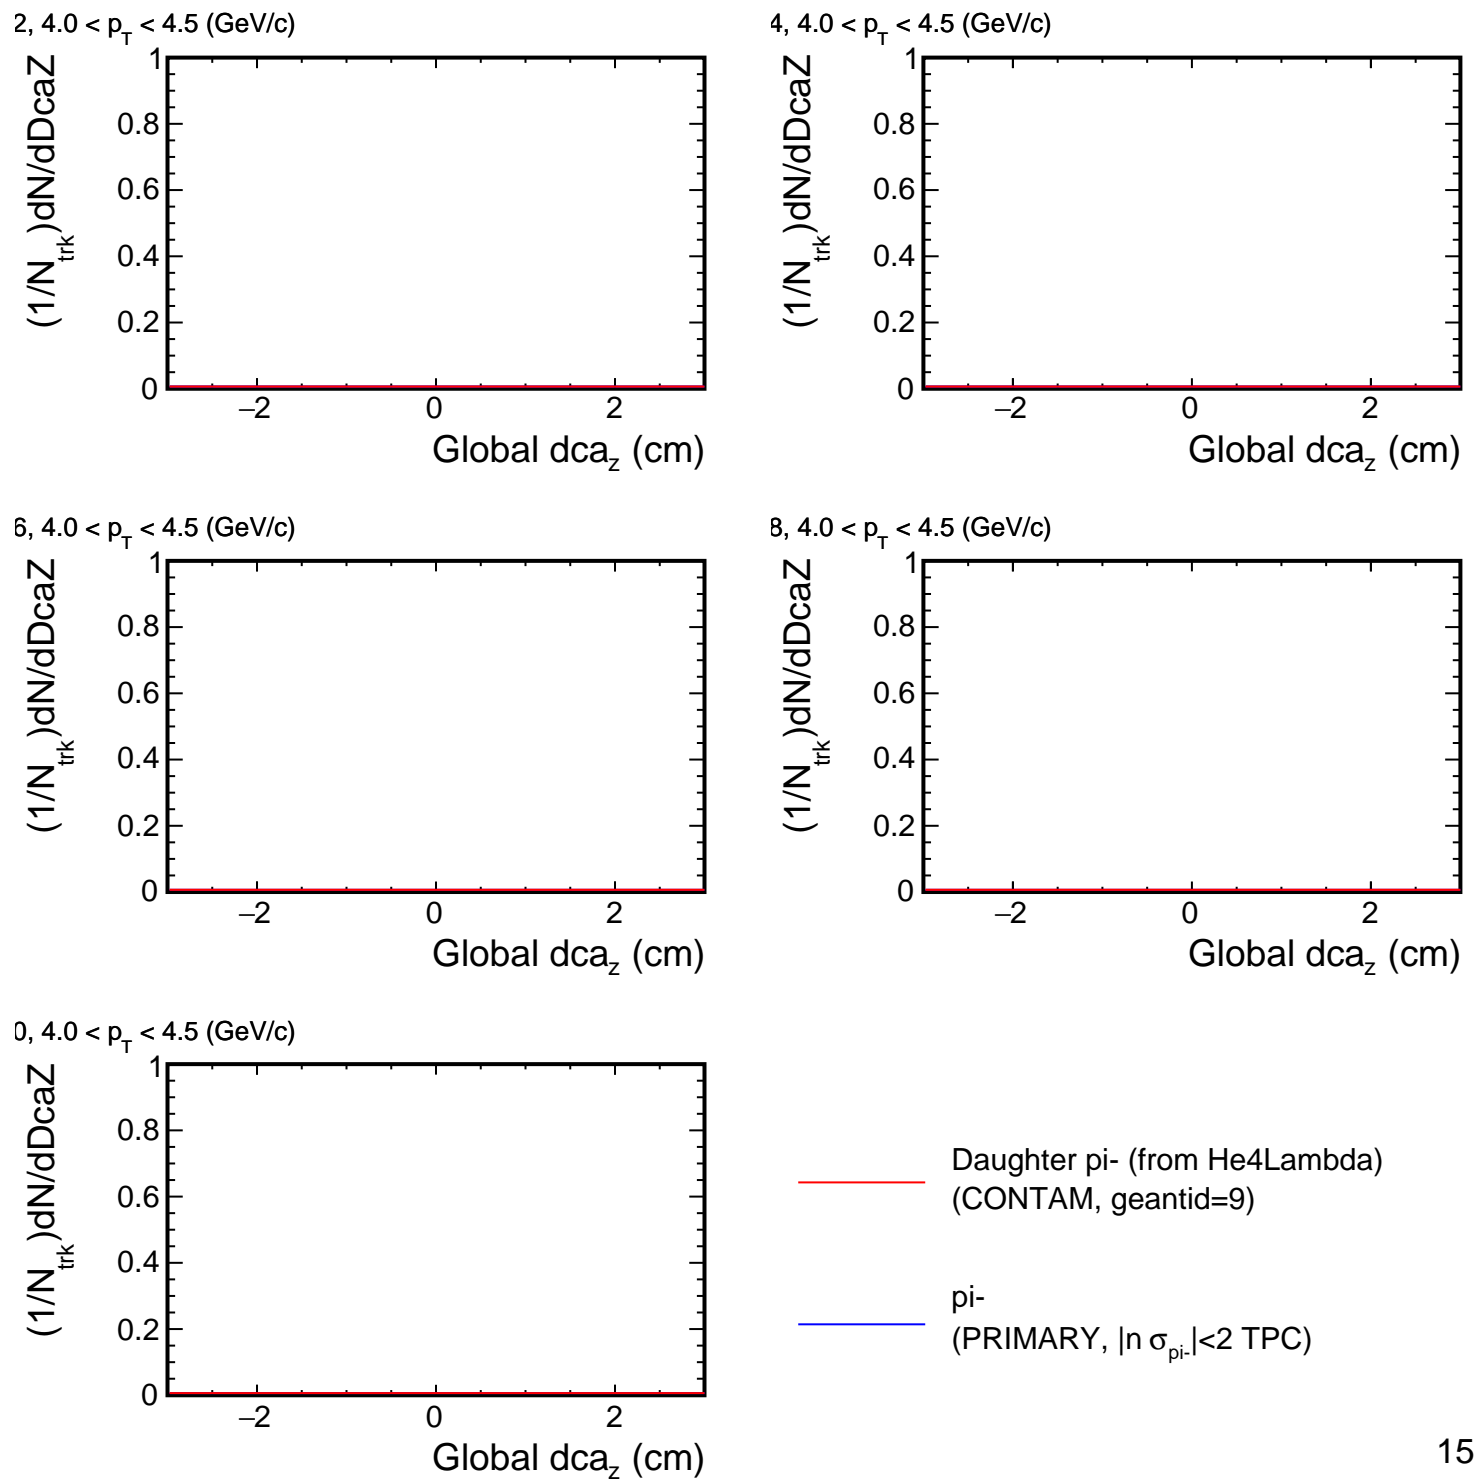 2, 4.0 < p_T < 4.5 (GeV/c)
(1/N_trk)dN/dDcaZ
1
0.8
0.6
0.4
0.2
0
−2 0 2
Global dca_z (cm)
4, 4.0 < p_T < 4.5 (GeV/c)
(1/N_trk)dN/dDcaZ
1
0.8
0.6
0.4
0.2
0
−2 0 2
Global dca_z (cm)
6, 4.0 < p_T < 4.5 (GeV/c)
(1/N_trk)dN/dDcaZ
1
0.8
0.6
0.4
0.2
0
−2 0 2
Global dca_z (cm)
8, 4.0 < p_T < 4.5 (GeV/c)
(1/N_trk)dN/dDcaZ
1
0.8
0.6
0.4
0.2
0
−2 0 2
Global dca_z (cm)
0, 4.0 < p_T < 4.5 (GeV/c)
(1/N_trk)dN/dDcaZ
1
0.8
0.6
0.4
0.2
0
−2 0 2
Global dca_z (cm)
Daughter pi- (from He4Lambda)
(CONTAM, geantid=9)
pi-
(PRIMARY, |n σ_pi-|<2 TPC)
15